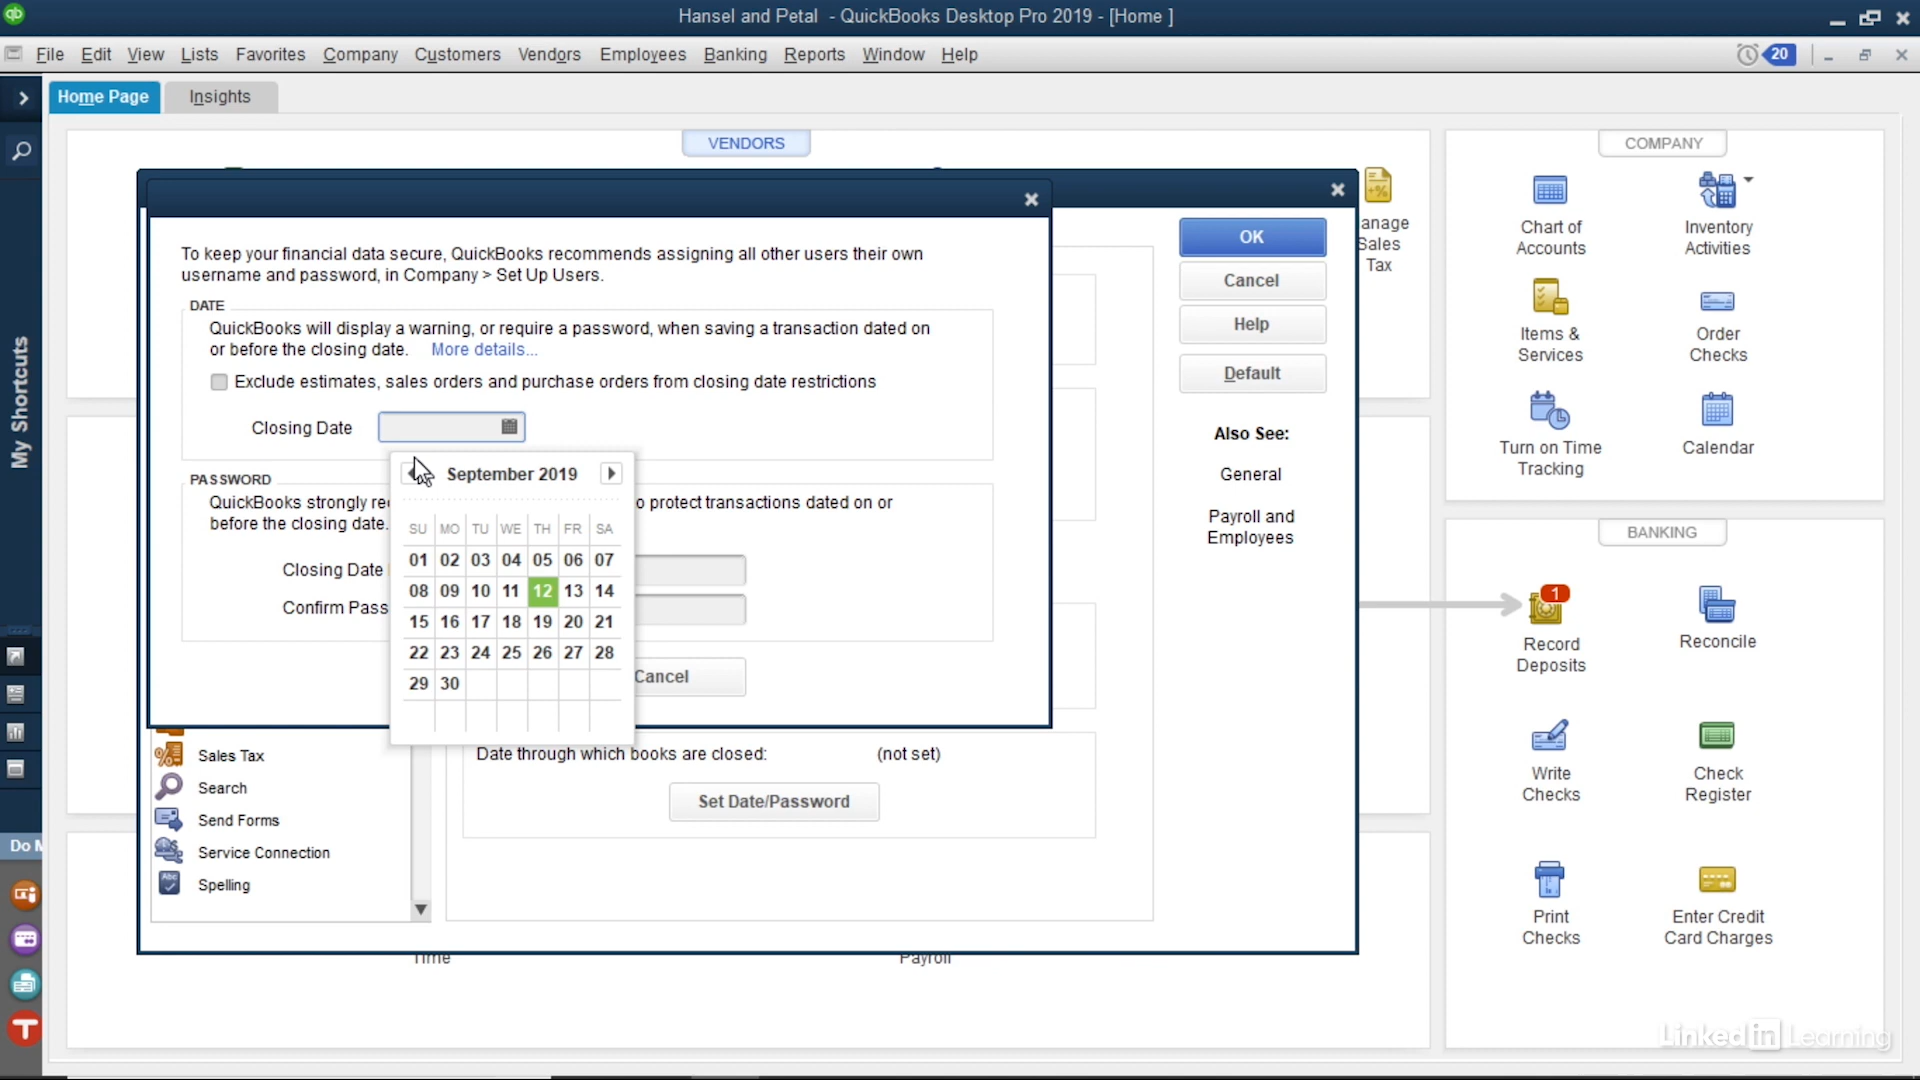 qb
Hansel and Petal - QuickBooks Desktop Pro 2019 - [Home ]
File Edit View Lists Favorites Company Customers Vendors Employees Banking Reports Window Help
20
Home Page Insights
My Shortcuts
Do M
VENDORS
anage
Sales
Tax
To keep your financial data secure, QuickBooks recommends assigning all other users their own
username and password, in Company > Set Up Users.
DATE
QuickBooks will display a warning, or require a password, when saving a transaction dated on
or before the closing date. More details...
Exclude estimates, sales orders and purchase orders from closing date restrictions
Closing Date
September 2019
SU MO TU WE TH FR SA
01 02 03 04 05 06 07
08 09 10 11 12 13 14
15 16 17 18 19 20 21
22 23 24 25 26 27 28
29 30
PASSWORD
QuickBooks strongly re o protect transactions dated on or
before the closing date.
Closing Date
Confirm Pass
Cancel
OK
Cancel
Help
Default
Also See:
General
Payroll and
Employees
Sales Tax
Search
Send Forms
Service Connection
Abc
Spelling
Date through which books are closed: (not set)
Set Date/Password
Time
Payroll
COMPANY
Chart of
Accounts
Inventory
Activities
Items &
Services
Order
Checks
Turn on Time
Tracking
Calendar
BANKING
1
Record
Deposits
Reconcile
Write
Checks
Check
Register
Print
Checks
Enter Credit
Card Charges
Linked in Learning